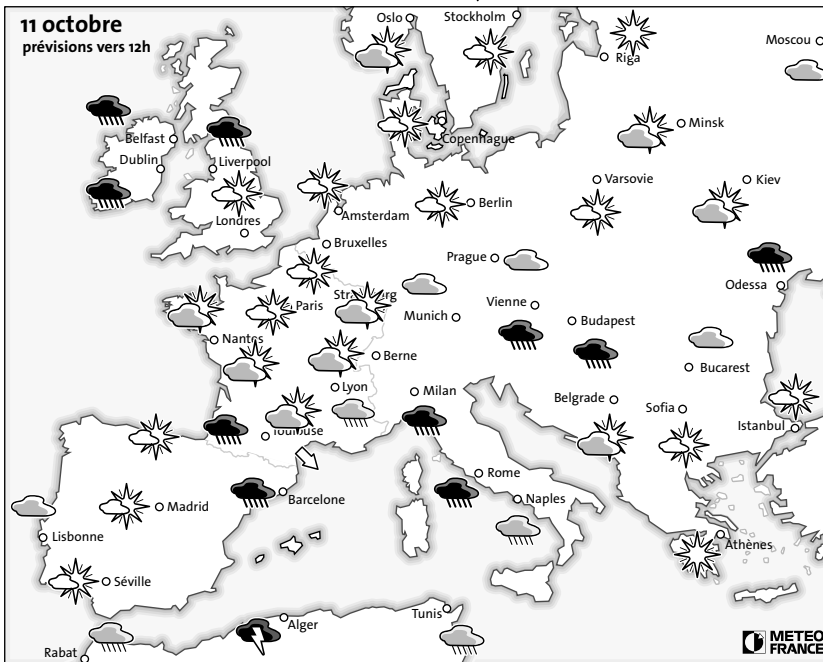 11 octobre
prévisions vers 12h
Oslo
Stockholm
Moscou
Riga
Minsk
Copenhague
Belfast
Dublin
Liverpool
Londres
Amsterdam
Berlin
Varsovie
Kiev
Bruxelles
Prague
Odessa
Paris
Strasbourg
Munich
Vienne
Budapest
Nantes
Berne
Bucarest
Lyon
Milan
Belgrade
Sofia
Istanbul
Toulouse
Rome
Barcelone
Madrid
Naples
Lisbonne
Athènes
Séville
Alger
Tunis
Rabat
METEO
FRANCE